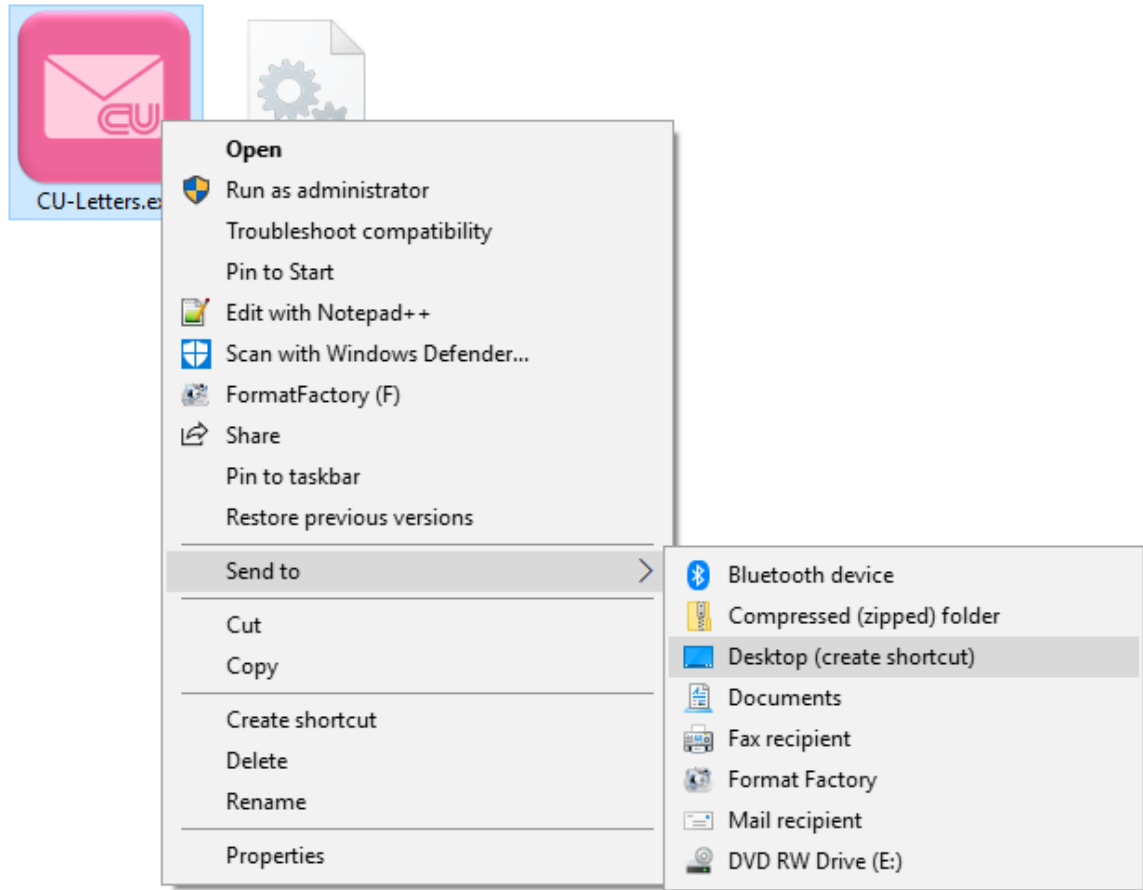 CU
CU-Letters.ex
Open
Run as administrator
Troubleshoot compatibility
Pin to Start
Edit with Notepad++
Scan with Windows Defender...
FormatFactory (F)
Share
Pin to taskbar
Restore previous versions
Send to
Cut
Copy
Create shortcut
Delete
Rename
Properties
Bluetooth device
Compressed (zipped) folder
Desktop (create shortcut)
Documents
Fax recipient
Format Factory
Mail recipient
DVD RW Drive (E:)